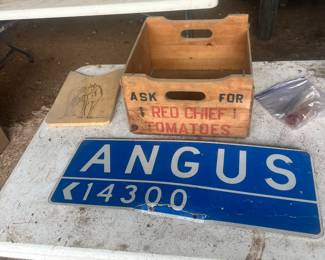 ASK FOR
RED CHIEF
TOMATOES
ANGUS
14300